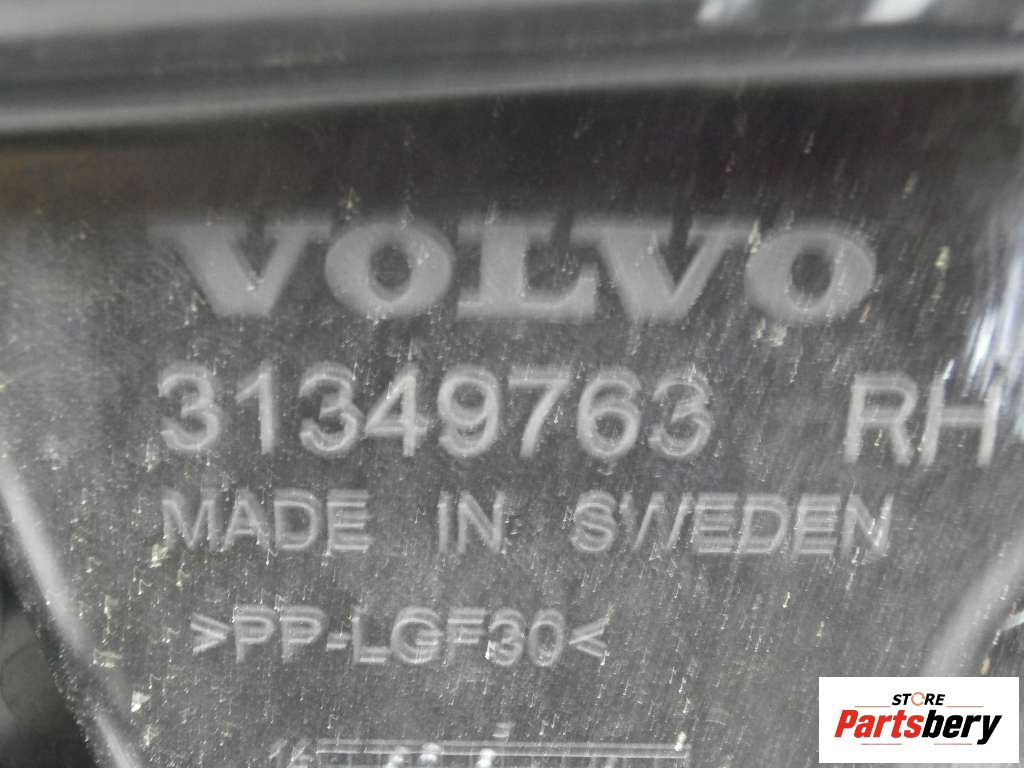 VOLVO
31349763 RH
MADE IN SWEDEN
>PP-LGF30<
STORE
Partsbery